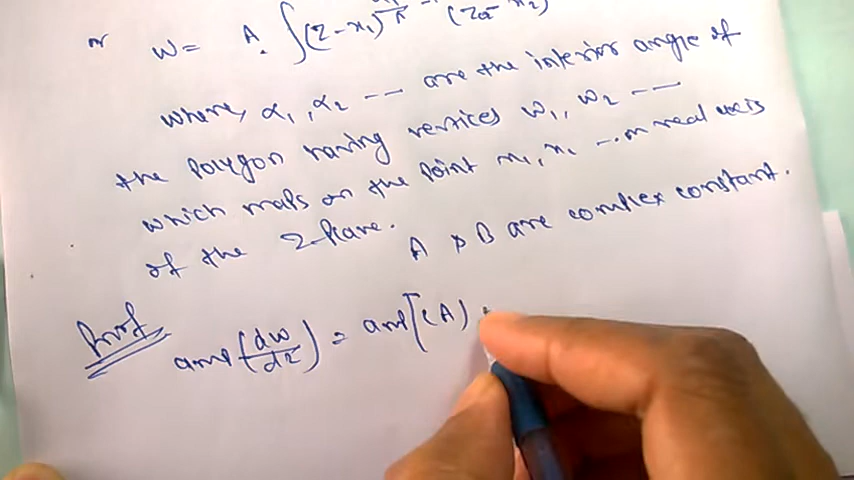 or W = A. ∫(z-x₁)
where, α₁, α₂ -- are the interior angle of
the Polygon having vertices w₁, w₂ --
which maps on the point x₁, x₂ -- on real axis
of the z-plane.
A & B are complex constant.
Proof
amp(dw/dz) = amp[(A)